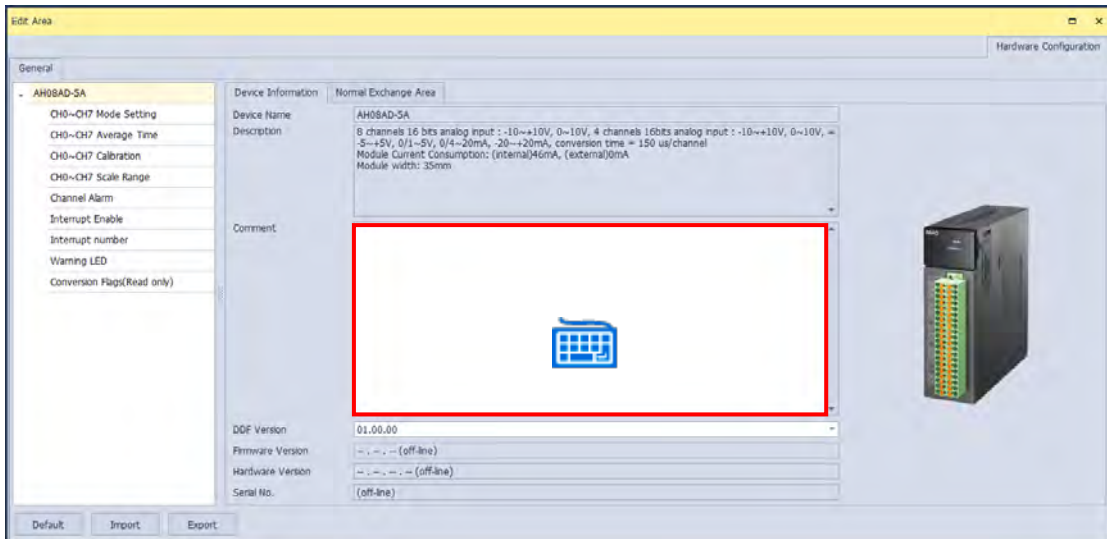 Edit Area
Hardware Configuration
General
AH08AD-5A
CH0~CH7 Mode Setting
CH0~CH7 Average Time
CH0~CH7 Calibration
CH0~CH7 Scale Range
Channel Alarm
Interrupt Enable
Interrupt number
Warning LED
Conversion Flags(Read only)
Device Information
Normal Exchange Area
Device Name
AH08AD-5A
Description
8 channels 16 bits analog input : -10~+10V, 0~10V, 4 channels 16bits analog input : -10~+10V, 0~10V, =
-5~+5V, 0/1~5V, 0/4~20mA, -20~+20mA, conversion time = 150 us/channel
Module Current Consumption: (internal)46mA, (external)0mA
Module width: 35mm
Comment
DDF Version
01.00.00
Firmware Version
-- . -- . -- (off-line)
Hardware Version
-- . -- . -- . -- (off-line)
Serial No.
(off-line)
Default
Import
Export